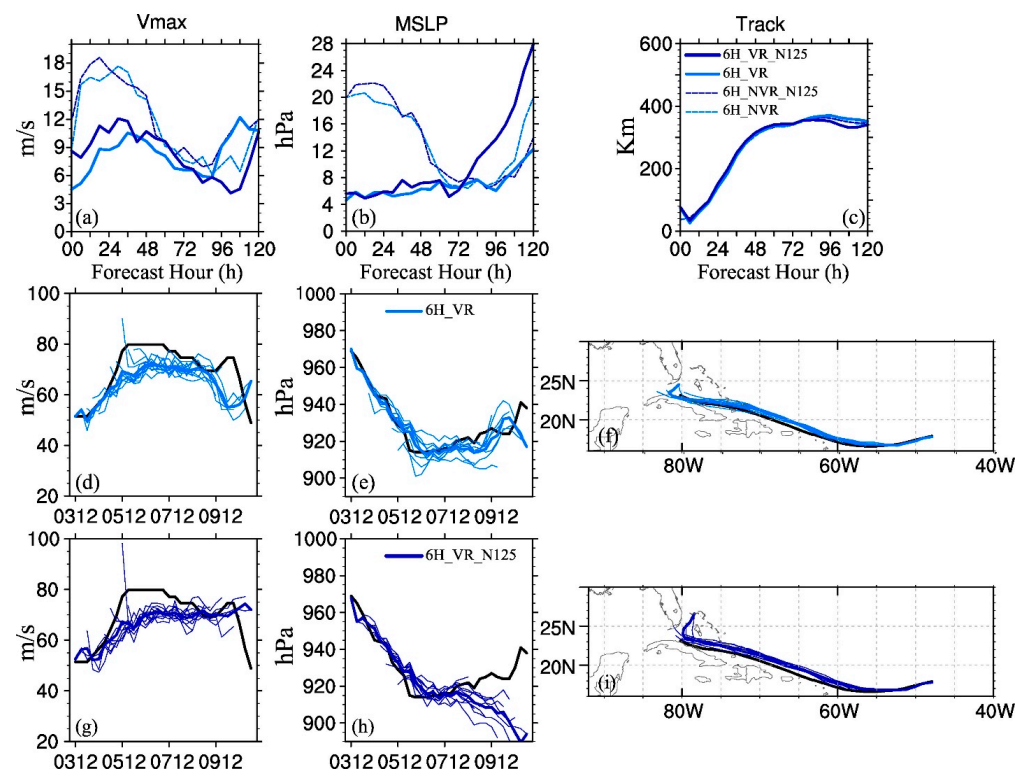 Vmax
MSLP
Track
18
15
12
9
6
3
0
m/s
(a)
00 24 48 72 96 120
Forecast Hour (h)
28
24
20
16
12
8
4
0
hPa
(b)
00 24 48 72 96 120
Forecast Hour (h)
600
400
200
0
Km
6H_VR_N125
6H_VR
6H_NVR_N125
6H_NVR
(c)
00 24 48 72 96 120
Forecast Hour (h)
100
80
60
40
20
m/s
(d)
0312 0512 0712 0912
1000
980
960
940
920
900
hPa
6H_VR
(e)
0312 0512 0712 0912
25N
20N
(f)
80W 60W 40W
100
80
60
40
20
m/s
(g)
0312 0512 0712 0912
1000
980
960
940
920
900
hPa
6H_VR_N125
(h)
0312 0512 0712 0912
25N
20N
(i)
80W 60W 40W